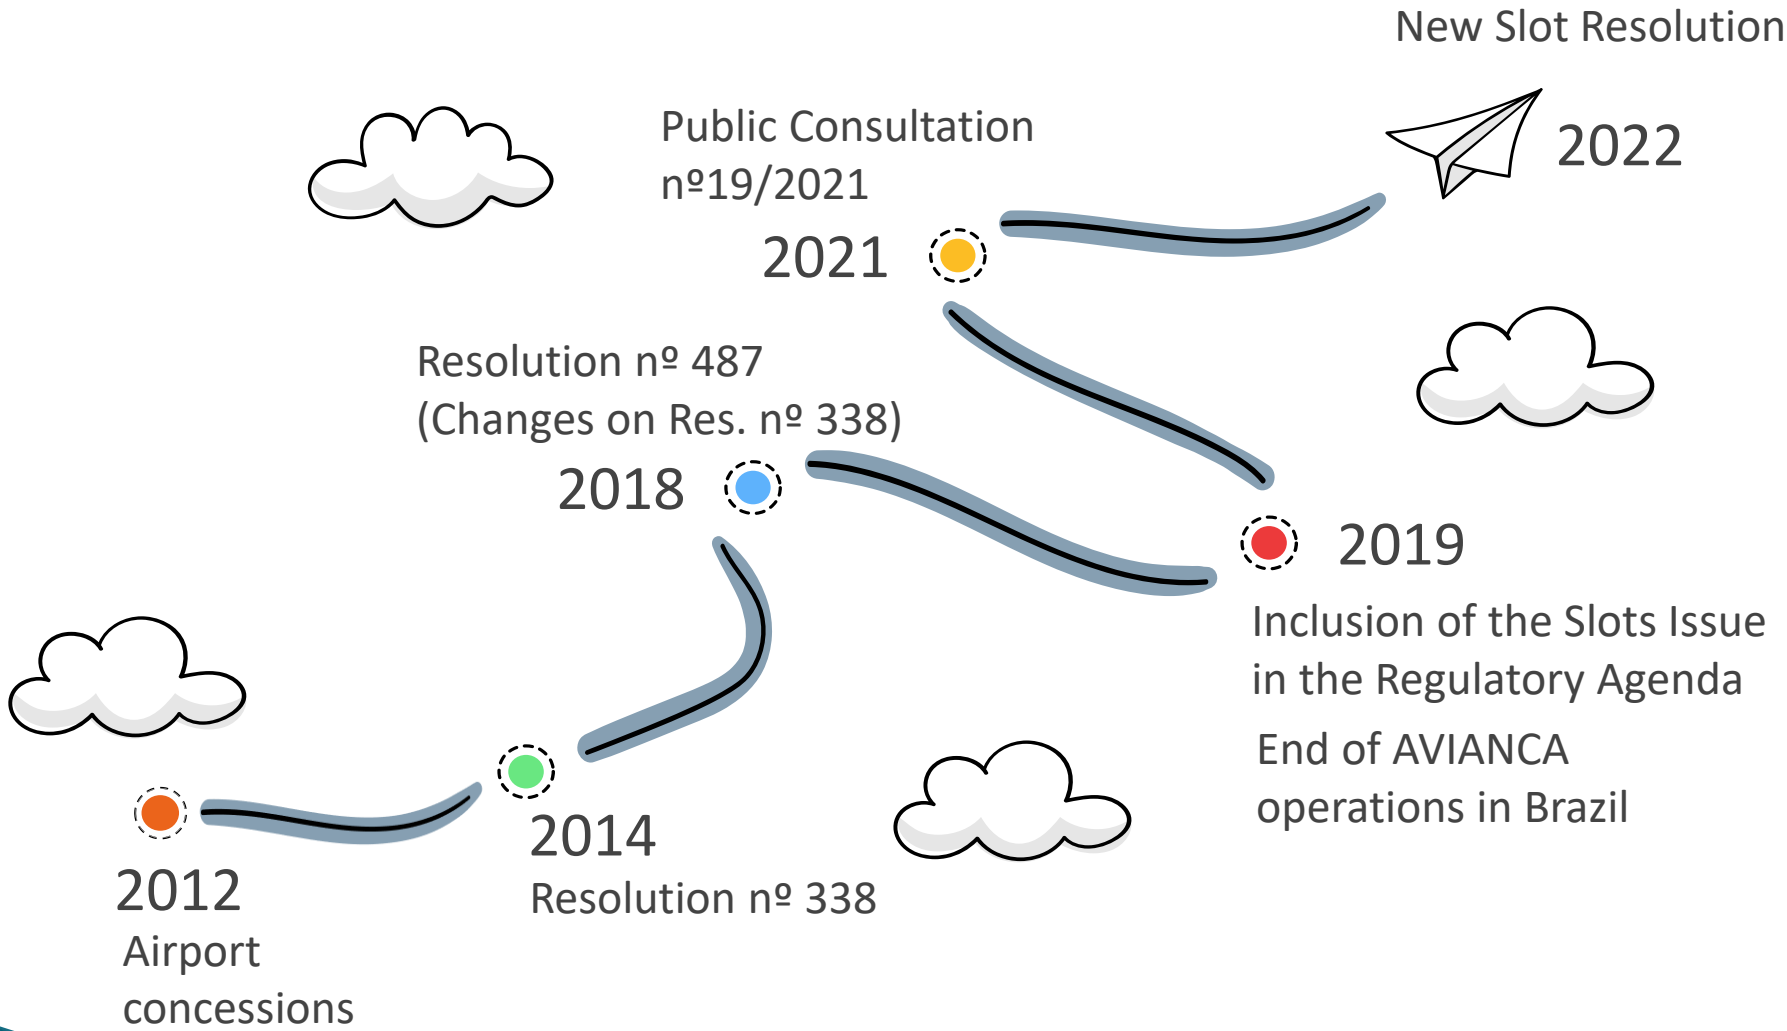 New Slot Resolution
2022
Public Consultation
nº19/2021
2021
Resolution nº 487
(Changes on Res. nº 338)
2018
2019
Inclusion of the Slots Issue
in the Regulatory Agenda
End of AVIANCA
operations in Brazil
2014
Resolution nº 338
2012
Airport
concessions